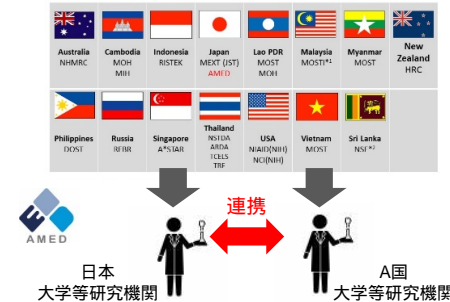 Australia
NHMRC
Cambodia
MOH
MIH
Indonesia
RISTEK
Japan
MEXT (JST)
AMED
Lao PDR
MOST
MOH
Malaysia
MOSTI*1
Myanmar
MOST
New
Zealand
HRC
Philippines
DOST
Russia
RFBR
Singapore
A*STAR
Thailand
NSTDA
ARDA
TCELS
TRF
USA
NIAID(NIH)
NCI(NIH)
Vietnam
MOST
Sri Lanka
NSF*2
連携
AMED
日本
大学等研究機関
A国
大学等研究機関